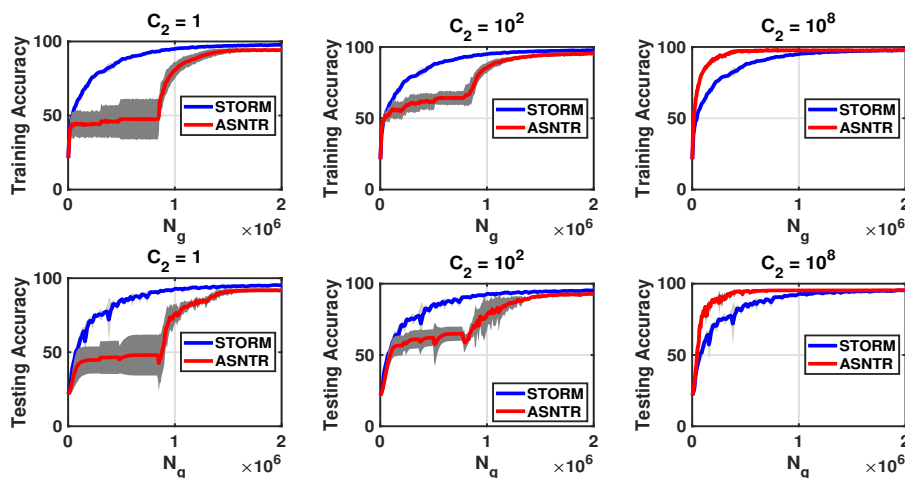 C₂ = 1
Training Accuracy
100
50
0
STORM
ASNTR
0 1 2
N_g
×10⁶
C₂ = 10²
Training Accuracy
100
50
0
STORM
ASNTR
0 1 2
N_g
×10⁶
C₂ = 10⁸
Training Accuracy
100
50
0
STORM
ASNTR
0 1 2
N_g
×10⁶
C₂ = 1
Testing Accuracy
100
50
0
STORM
ASNTR
0 1 2
N_g
×10⁶
C₂ = 10²
Testing Accuracy
100
50
0
STORM
ASNTR
0 1 2
N_g
×10⁶
C₂ = 10⁸
Testing Accuracy
100
50
0
STORM
ASNTR
0 1 2
N_g
×10⁶